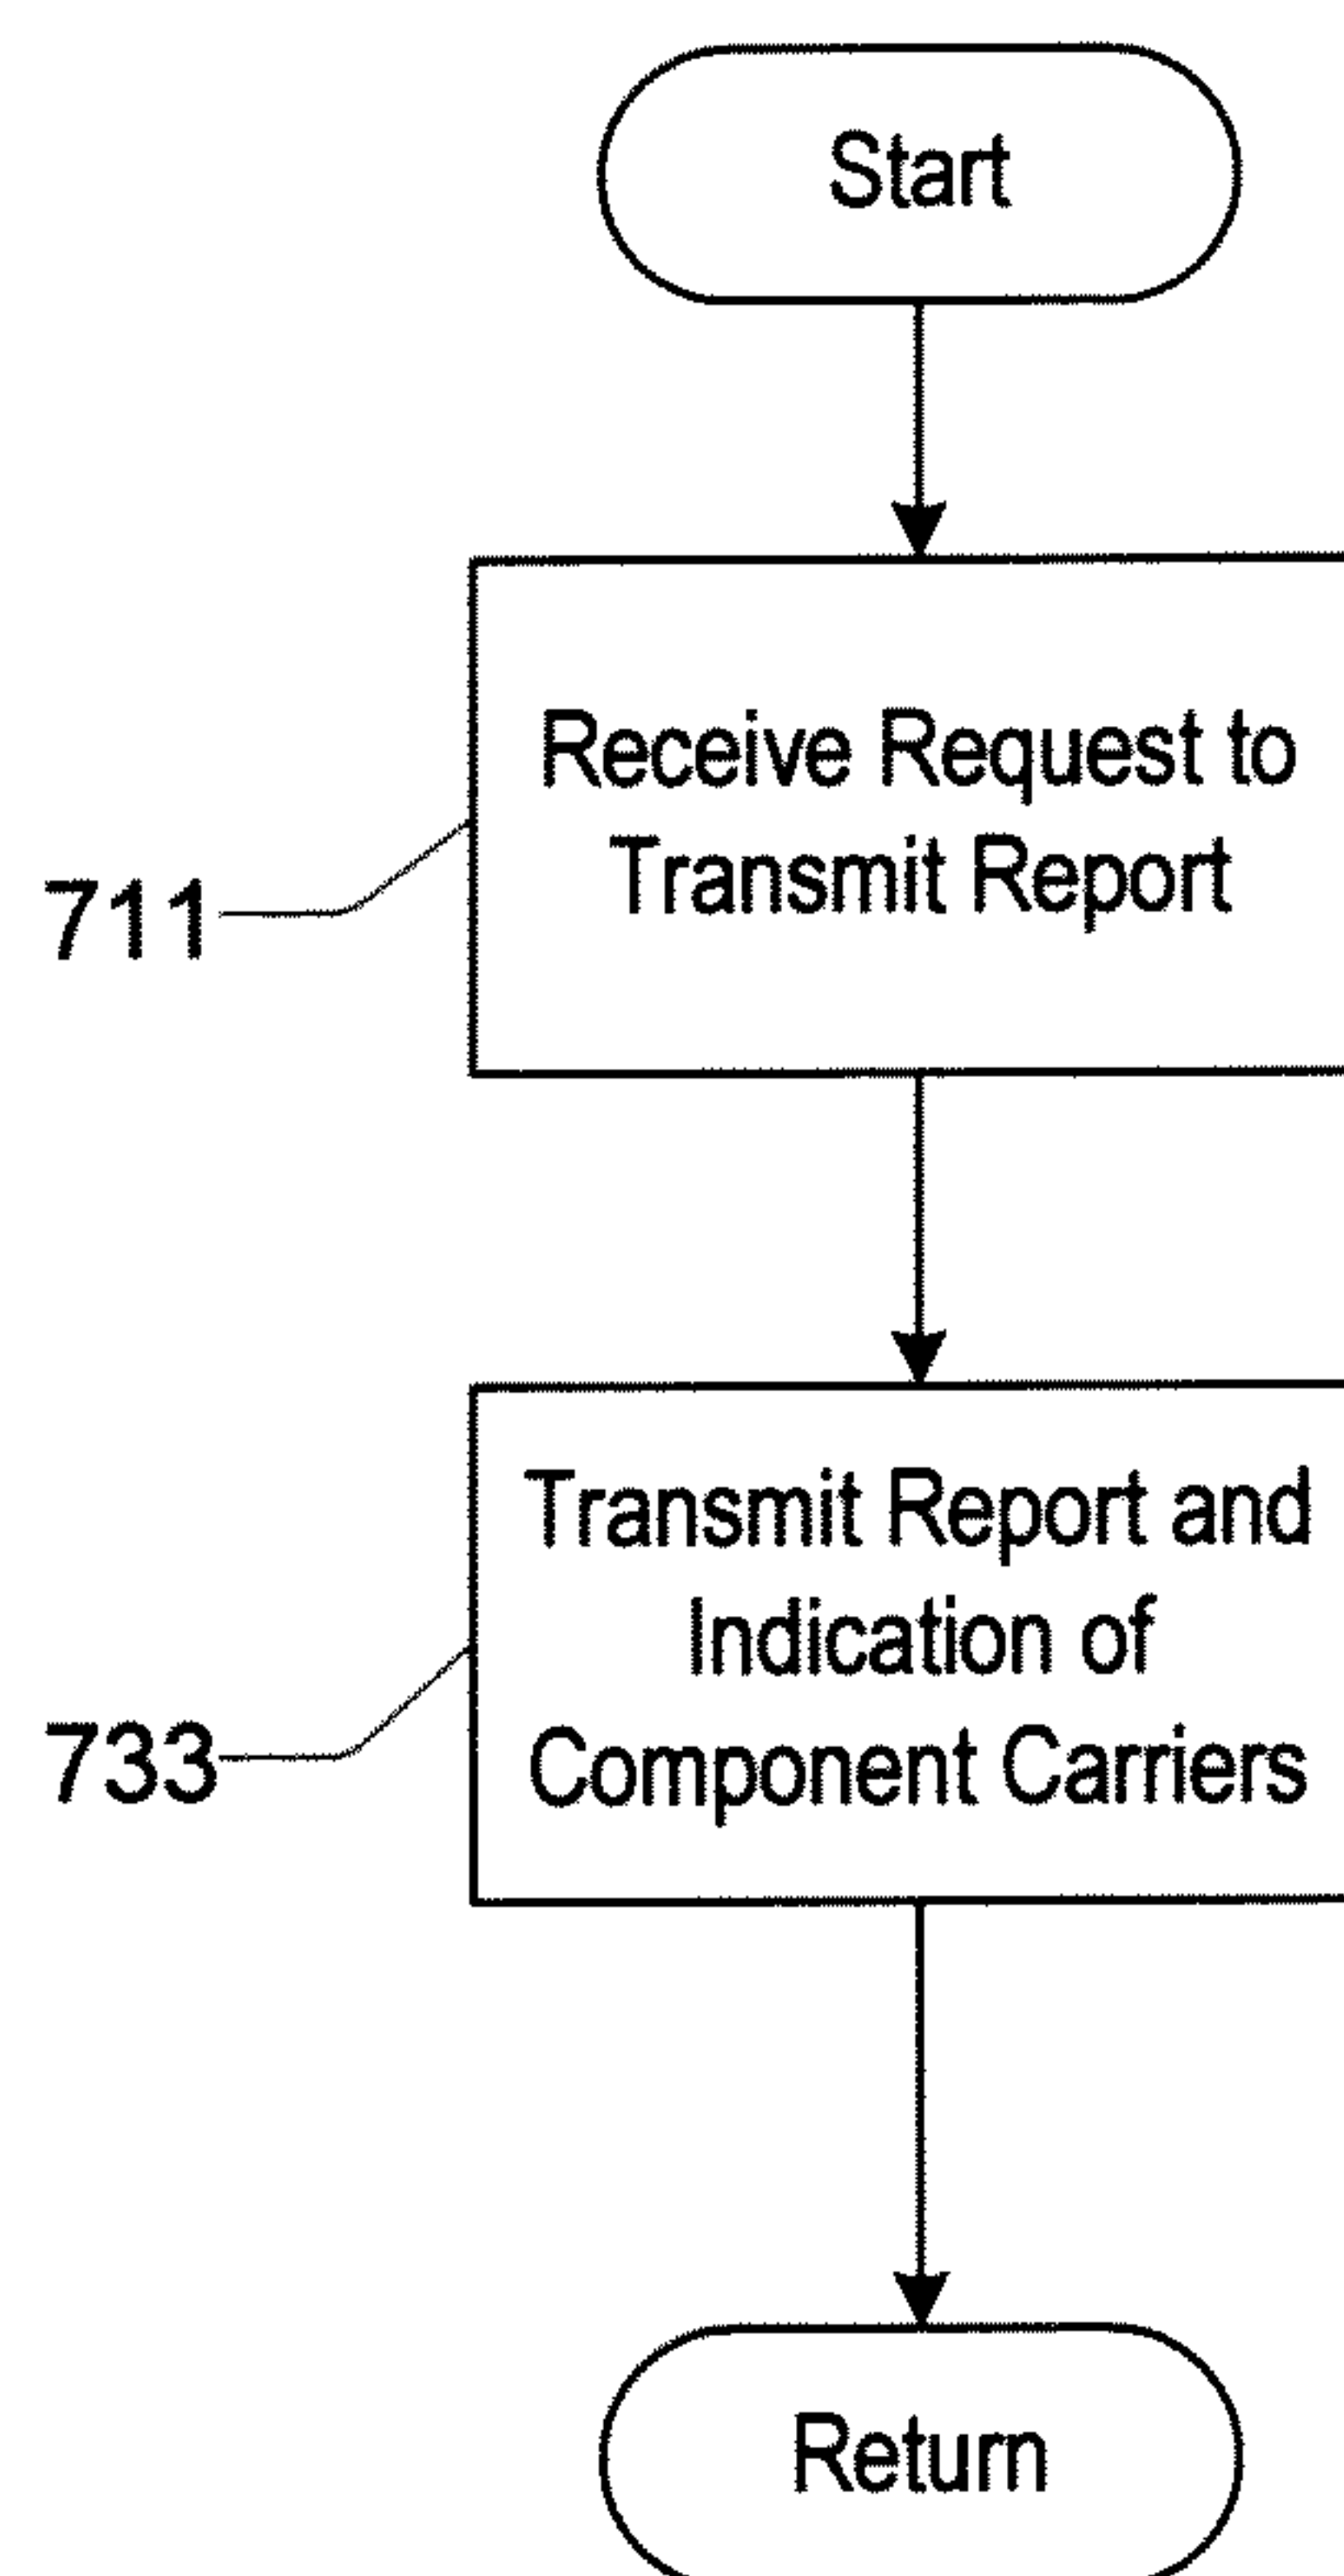 Start
Receive Request to
Transmit Report
711
Transmit Report and
Indication of
Component Carriers
733
Return